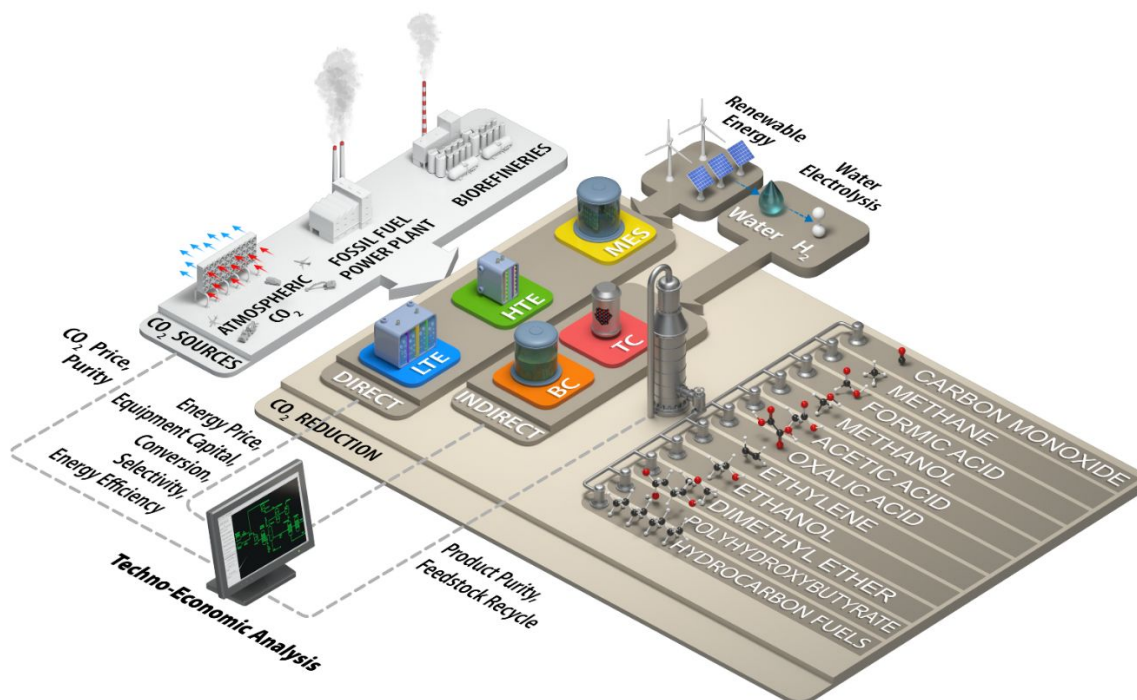 Renewable
Energy
Water
Electrolysis
BIOREFINERIES
FOSSIL FUEL
POWER PLANT
ATMOSPHERIC
CO2
CO2 SOURCES
Water
H2
MES
HTE
LTE
TC
BC
DIRECT
INDIRECT
CO2 REDUCTION
CO2 Price,
Purity
Energy Price,
Equipment Capital,
Conversion,
Selectivity,
Energy Efficiency
Techno-Economic Analysis
Product Purity,
Feedstock Recycle
CARBON MONOXIDE
METHANE
METHANOL
FORMIC ACID
ACETIC ACID
OXALIC ACID
ETHYLENE
ETHANOL
DIMETHYL ETHER
POLYHYDROXYBUTYRATE
HYDROCARBON FUELS